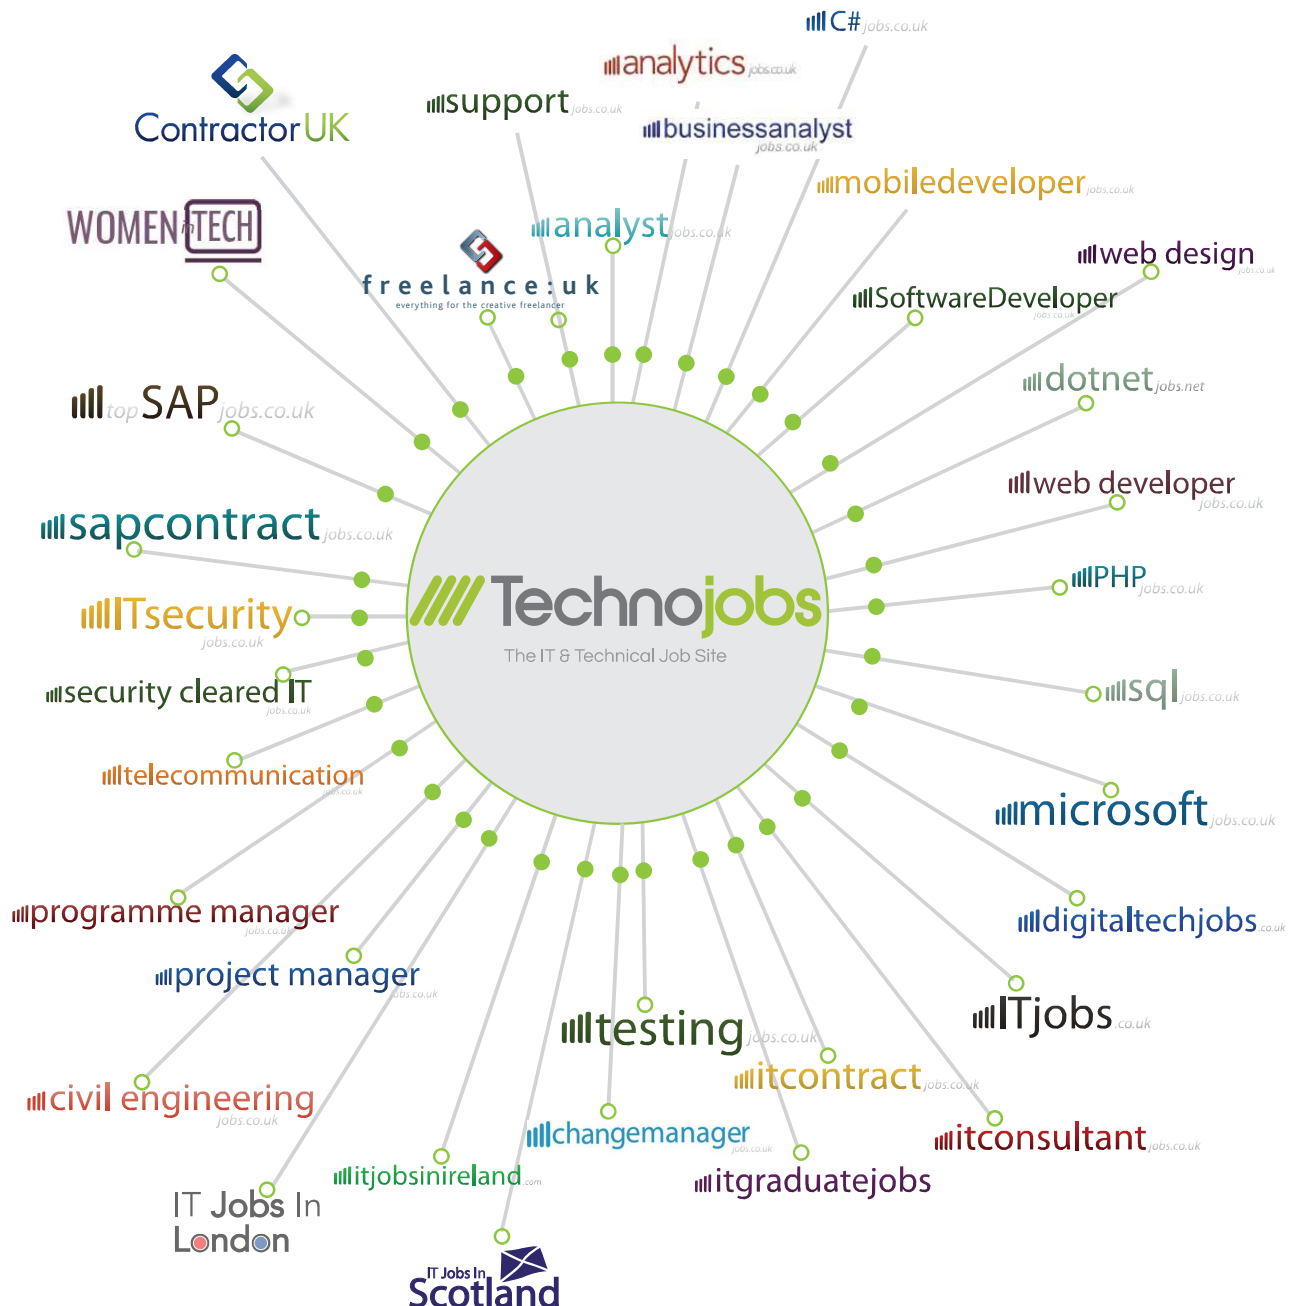 C# jobs.co.uk
analytics jobs.co.uk
support jobs.co.uk
businessanalyst
jobs.co.uk
ContractorUK
mobiledeveloper jobs.co.uk
WOMEN in TECH
analyst jobs.co.uk
web design
jobs.co.uk
freelance:uk
everything for the creative freelancer
SoftwareDeveloper
jobs.co.uk
dotnet jobs.net
top SAP jobs.co.uk
web developer
jobs.co.uk
sapcontract jobs.co.uk
PHP jobs.co.uk
Technojobs
The IT & Technical Job Site
ITsecurity
jobs.co.uk
security cleared IT
jobs.co.uk
sql jobs.co.uk
telecommunication
jobs.co.uk
microsoft jobs.co.uk
programme manager
jobs.co.uk
digitaltechjobs .co.uk
project manager
jobs.co.uk
ITjobs .co.uk
testing jobs.co.uk
itcontract jobs.co.uk
civil engineering
jobs.co.uk
changemanager
jobs.co.uk
itconsultant jobs.co.uk
itjobsinireland .com
itgraduatejobs
IT Jobs In
London
IT Jobs In
Scotland